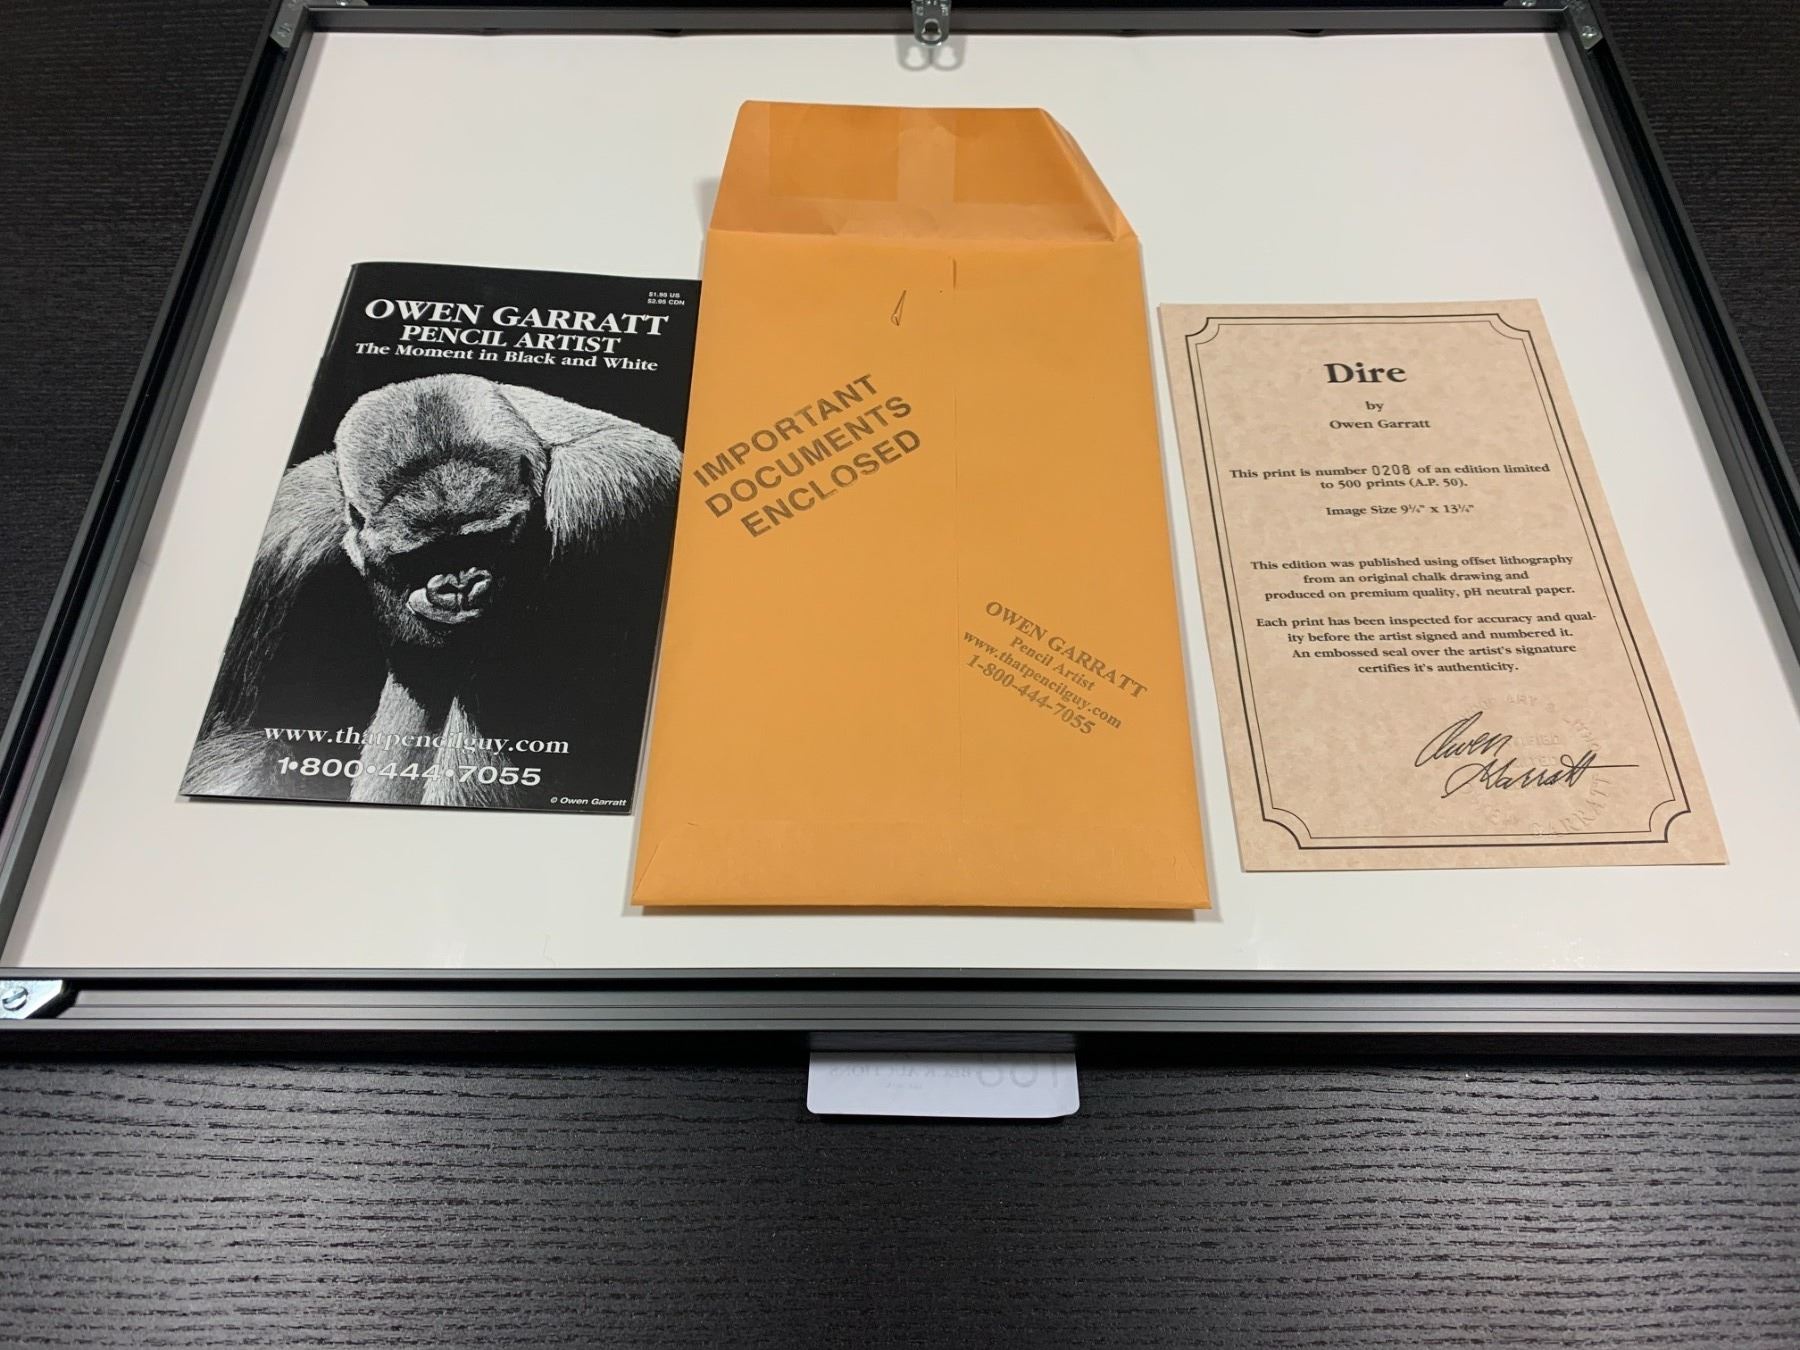 $1.95 US
$2.95 CDN
OWEN GARRATT
PENCIL ARTIST
The Moment in Black and White
www.thatpencilguy.com
1•800•444•7055
© Owen Garratt
IMPORTANT
DOCUMENTS
ENCLOSED
OWEN GARRATT
Pencil Artist
www.thatpencilguy.com
1-800-444-7055
Dire
by
Owen Garratt
This print is number 0208 of an edition limited
to 500 prints (A.P. 50).
Image Size 9¼" x 13¼"
This edition was published using offset lithography
from an original chalk drawing and
produced on premium quality, pH neutral paper.
Each print has been inspected for accuracy and qual-
ity before the artist signed and numbered it.
An embossed seal over the artist's signature
certifies it's authenticity.
Owen
Garratt
GARRATT